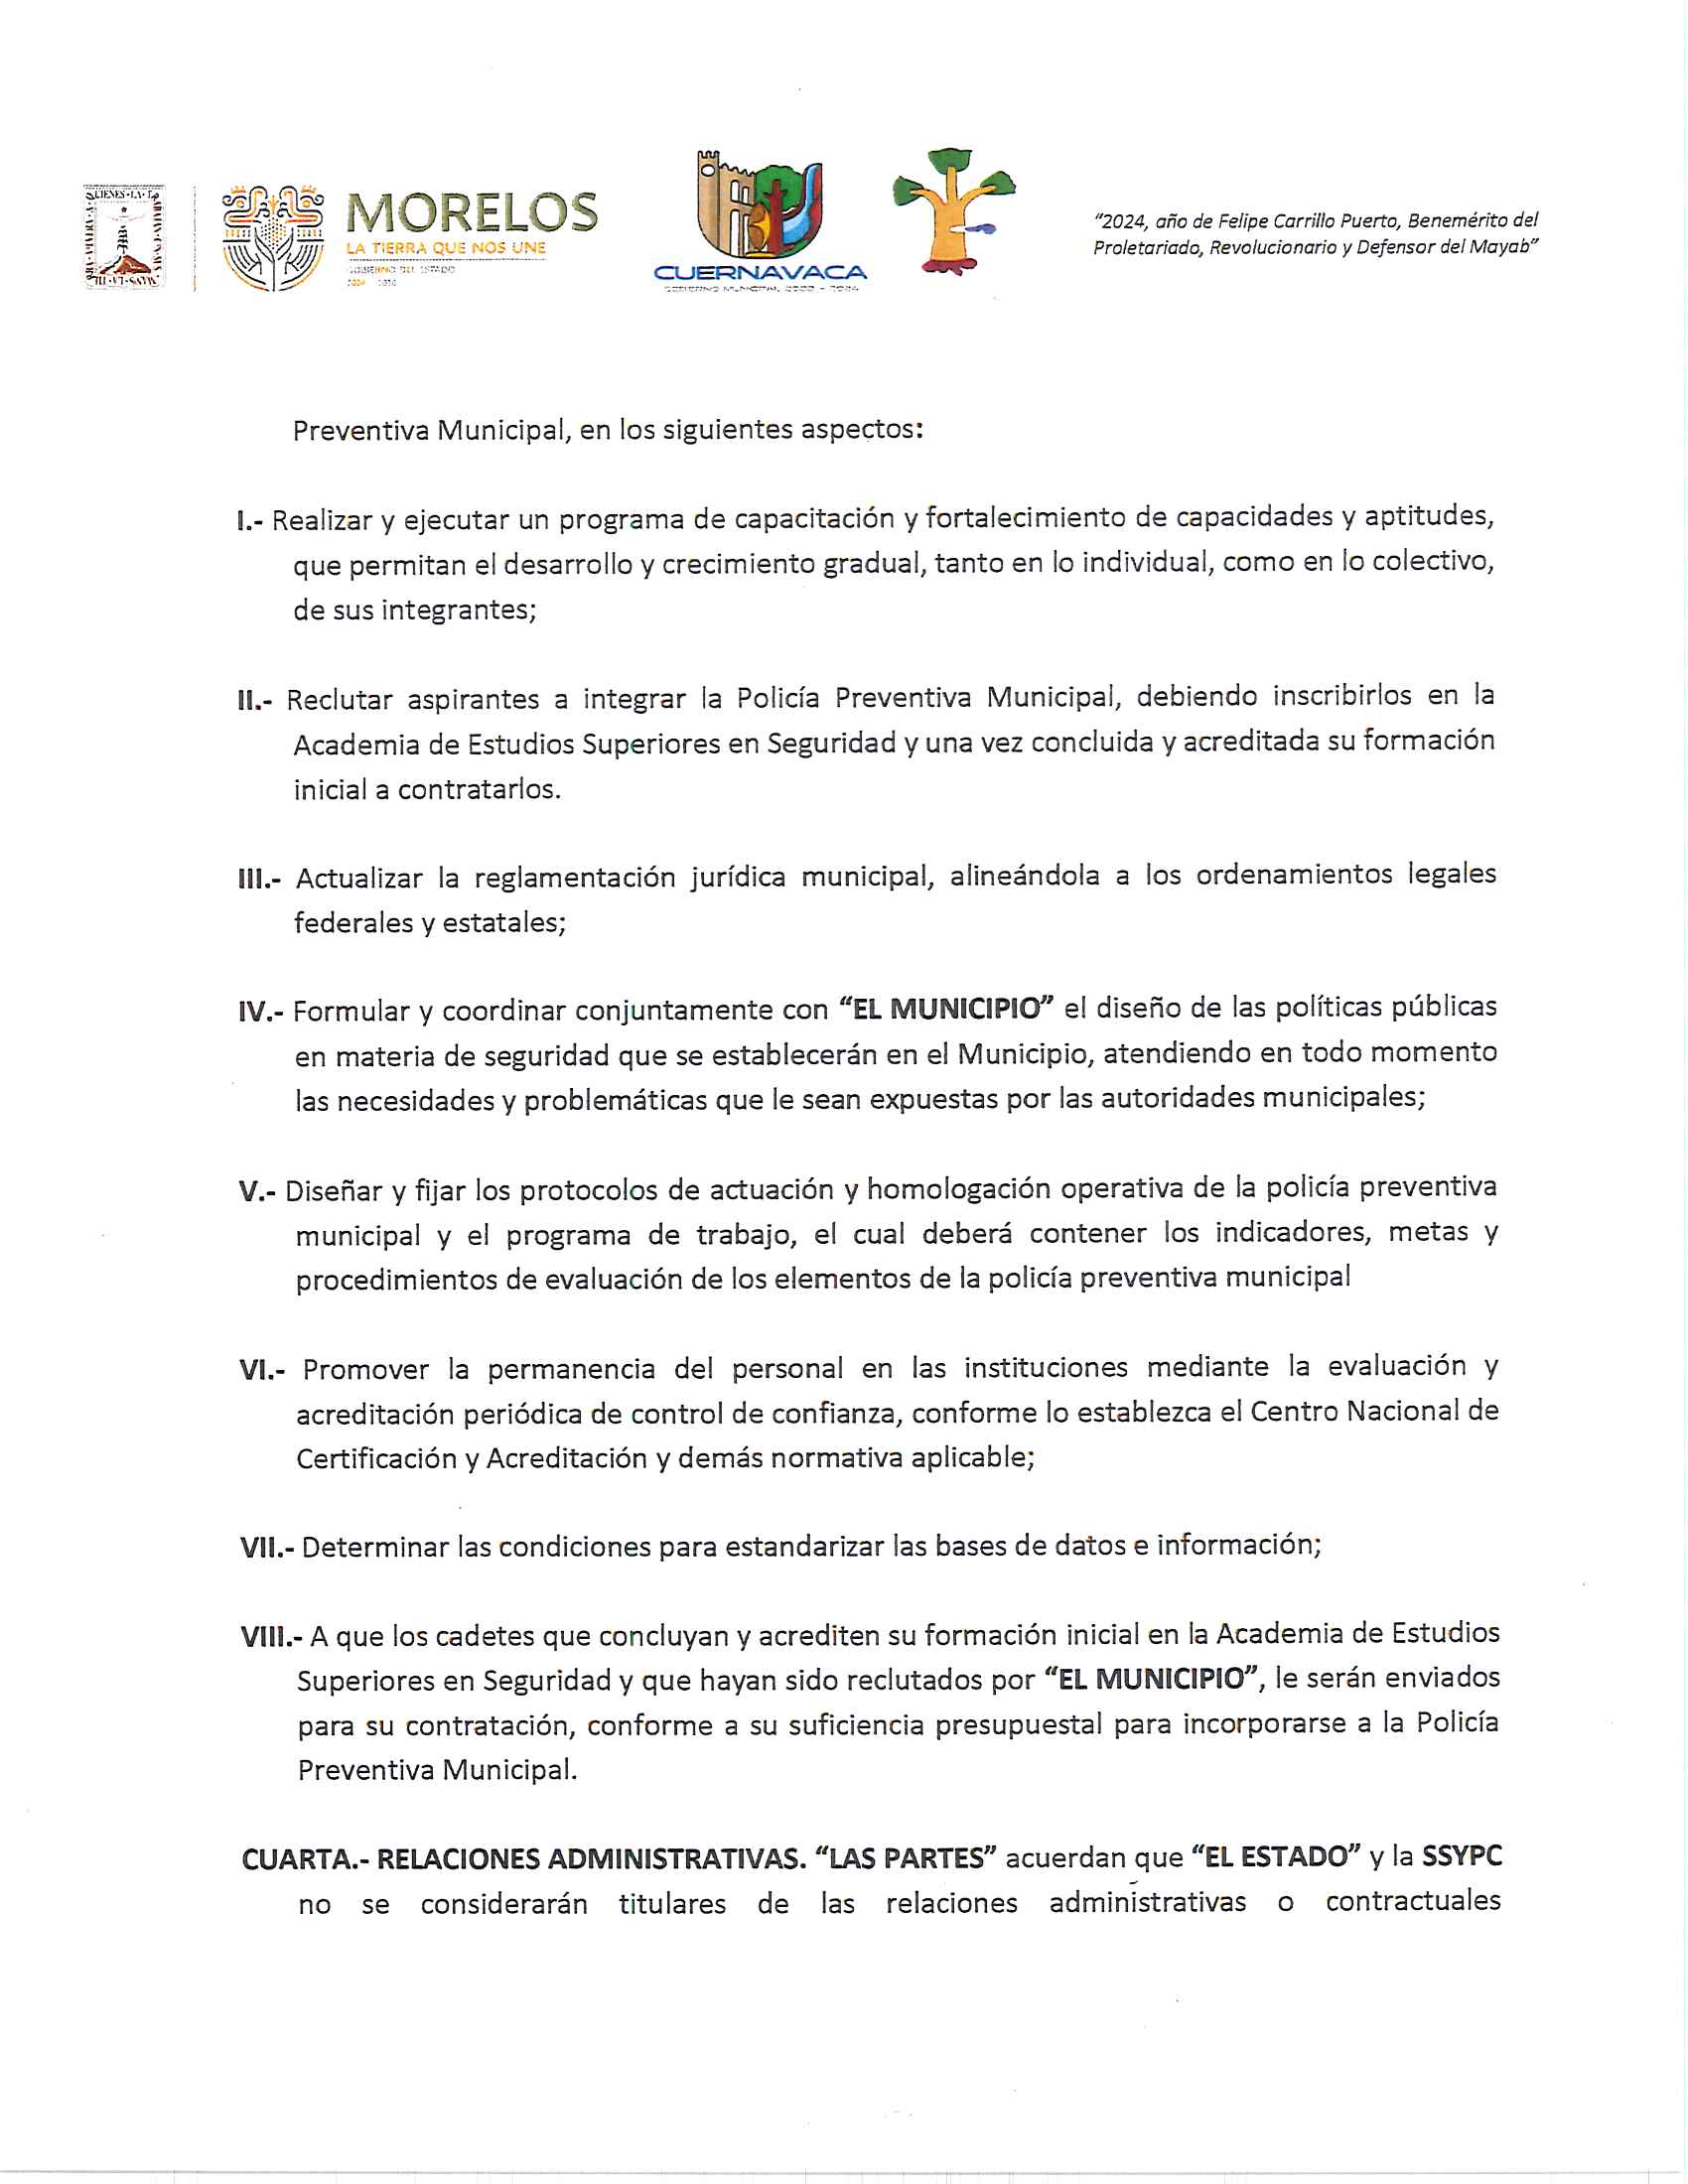 MORELOS
LA TIERRA QUE NOS UNE
GOBIERNO DEL ESTADO
CUERNAVACA
GOBIERNO MUNICIPAL 2022 - 2024
"2024, año de Felipe Carrillo Puerto, Benemérito del
Proletariado, Revolucionario y Defensor del Mayab"
Preventiva Municipal, en los siguientes aspectos:
I.- Realizar y ejecutar un programa de capacitación y fortalecimiento de capacidades y aptitudes,
que permitan el desarrollo y crecimiento gradual, tanto en lo individual, como en lo colectivo,
de sus integrantes;
II.- Reclutar aspirantes a integrar la Policía Preventiva Municipal, debiendo inscribirlos en la
Academia de Estudios Superiores en Seguridad y una vez concluida y acreditada su formación
inicial a contratarlos.
III.- Actualizar la reglamentación jurídica municipal, alineándola a los ordenamientos legales
federales y estatales;
IV.- Formular y coordinar conjuntamente con "EL MUNICIPIO" el diseño de las políticas públicas
en materia de seguridad que se establecerán en el Municipio, atendiendo en todo momento
las necesidades y problemáticas que le sean expuestas por las autoridades municipales;
V.- Diseñar y fijar los protocolos de actuación y homologación operativa de la policía preventiva
municipal y el programa de trabajo, el cual deberá contener los indicadores, metas y
procedimientos de evaluación de los elementos de la policía preventiva municipal
VI.- Promover la permanencia del personal en las instituciones mediante la evaluación y
acreditación periódica de control de confianza, conforme lo establezca el Centro Nacional de
Certificación y Acreditación y demás normativa aplicable;
VII.- Determinar las condiciones para estandarizar las bases de datos e información;
VIII.- A que los cadetes que concluyan y acrediten su formación inicial en la Academia de Estudios
Superiores en Seguridad y que hayan sido reclutados por "EL MUNICIPIO", le serán enviados
para su contratación, conforme a su suficiencia presupuestal para incorporarse a la Policía
Preventiva Municipal.
CUARTA.- RELACIONES ADMINISTRATIVAS. "LAS PARTES" acuerdan que "EL ESTADO" y la SSYPC
no se considerarán titulares de las relaciones administrativas o contractuales